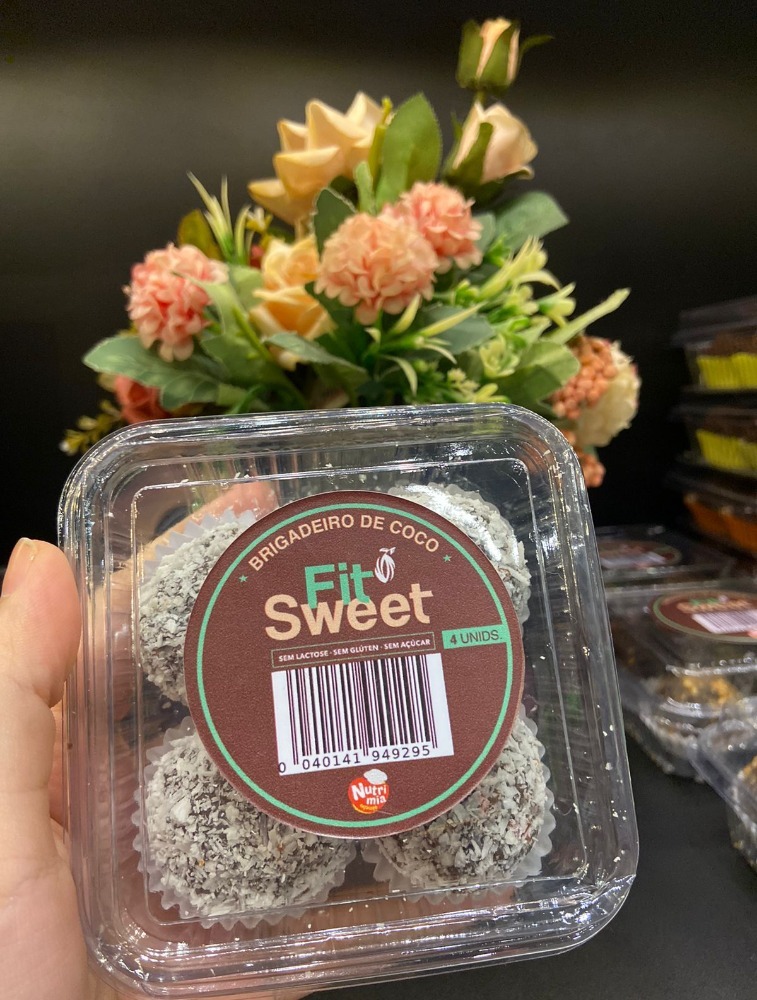 BRIGADEIRO DE COCO
Fit
Sweet
4 UNIDS.
SEM LACTOSE · SEM GLÚTEN · SEM AÇÚCAR
0 040141 949295
Nutri
mia